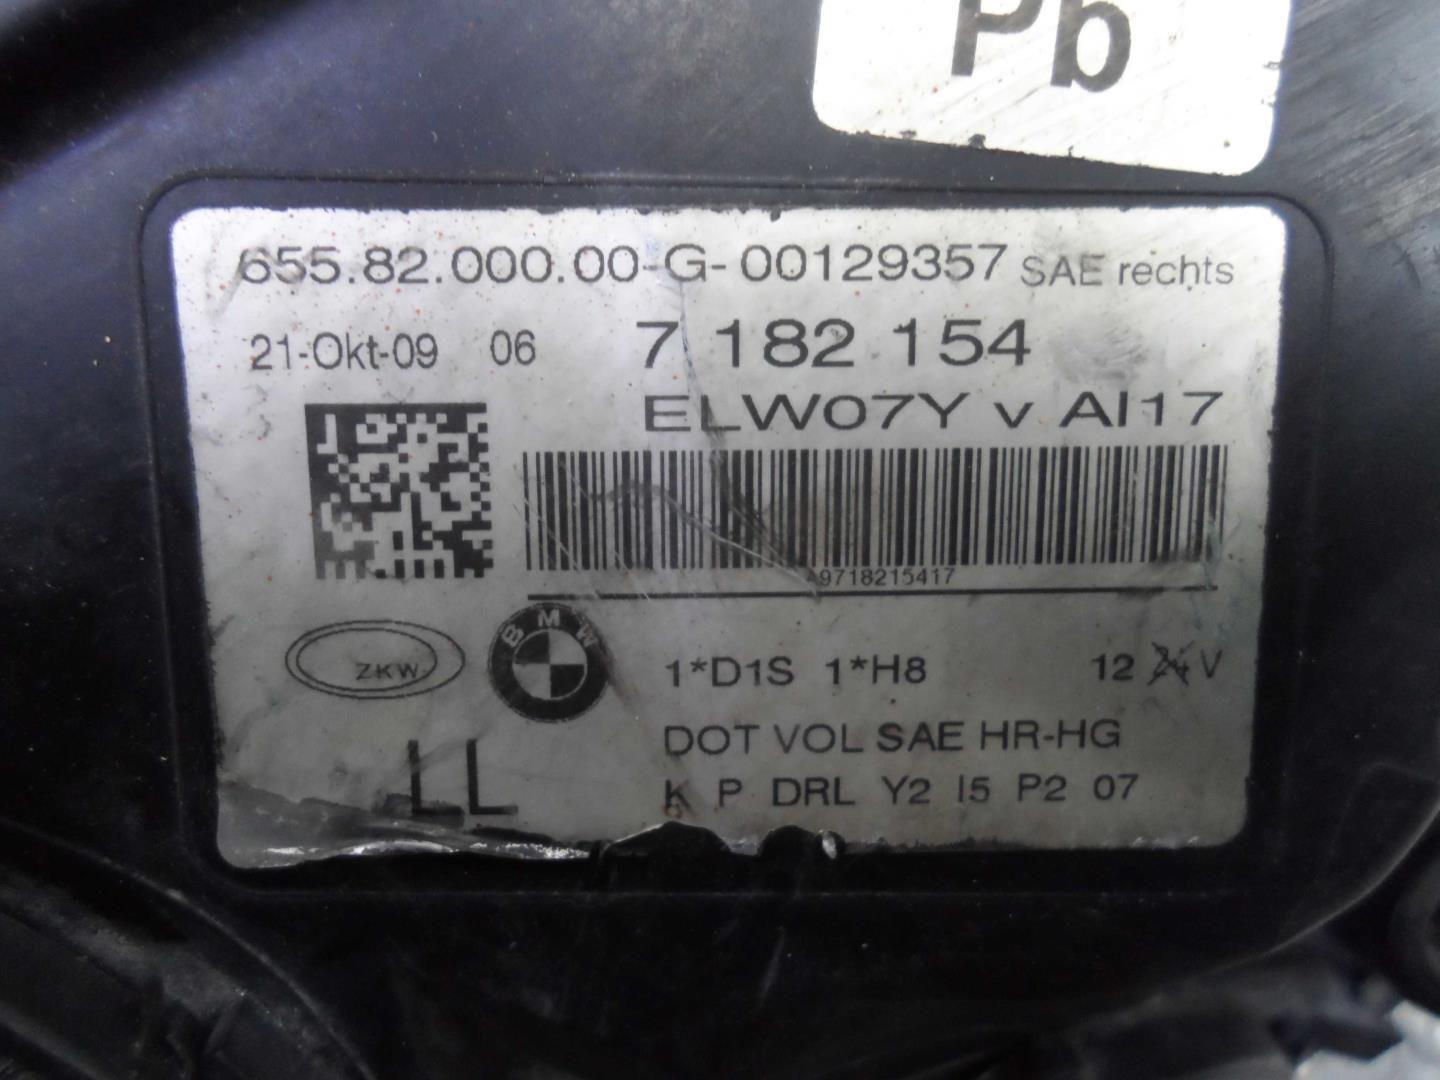 Pb
655.82.000.00-G-00129357 SAE rechts
21-Okt-09 06 7 182 154
ELW07Y v AI17
9718215417
ZKW BMW 1*D1S 1*H8 12 24 V
LL DOT VOL SAE HR-HG
K P DRL Y2 I5 P2 07